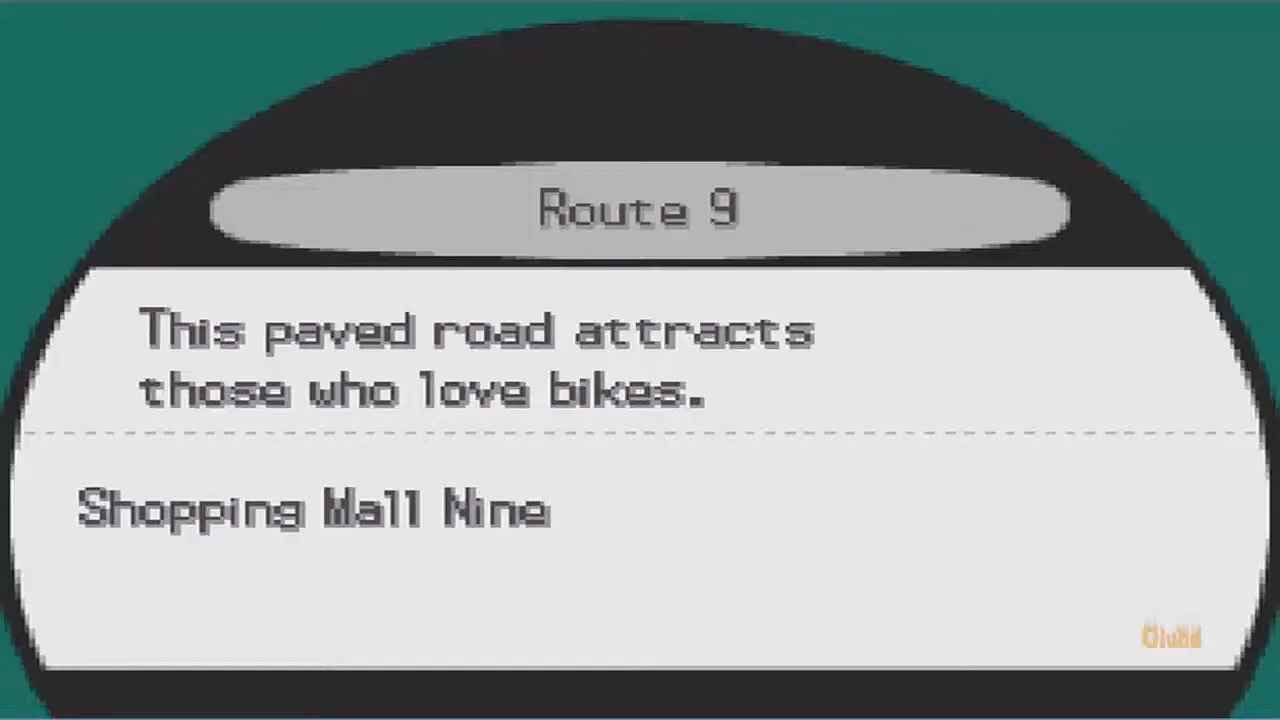 Route 9
This paved road attracts
those who love bikes.
Shopping Mall Nine